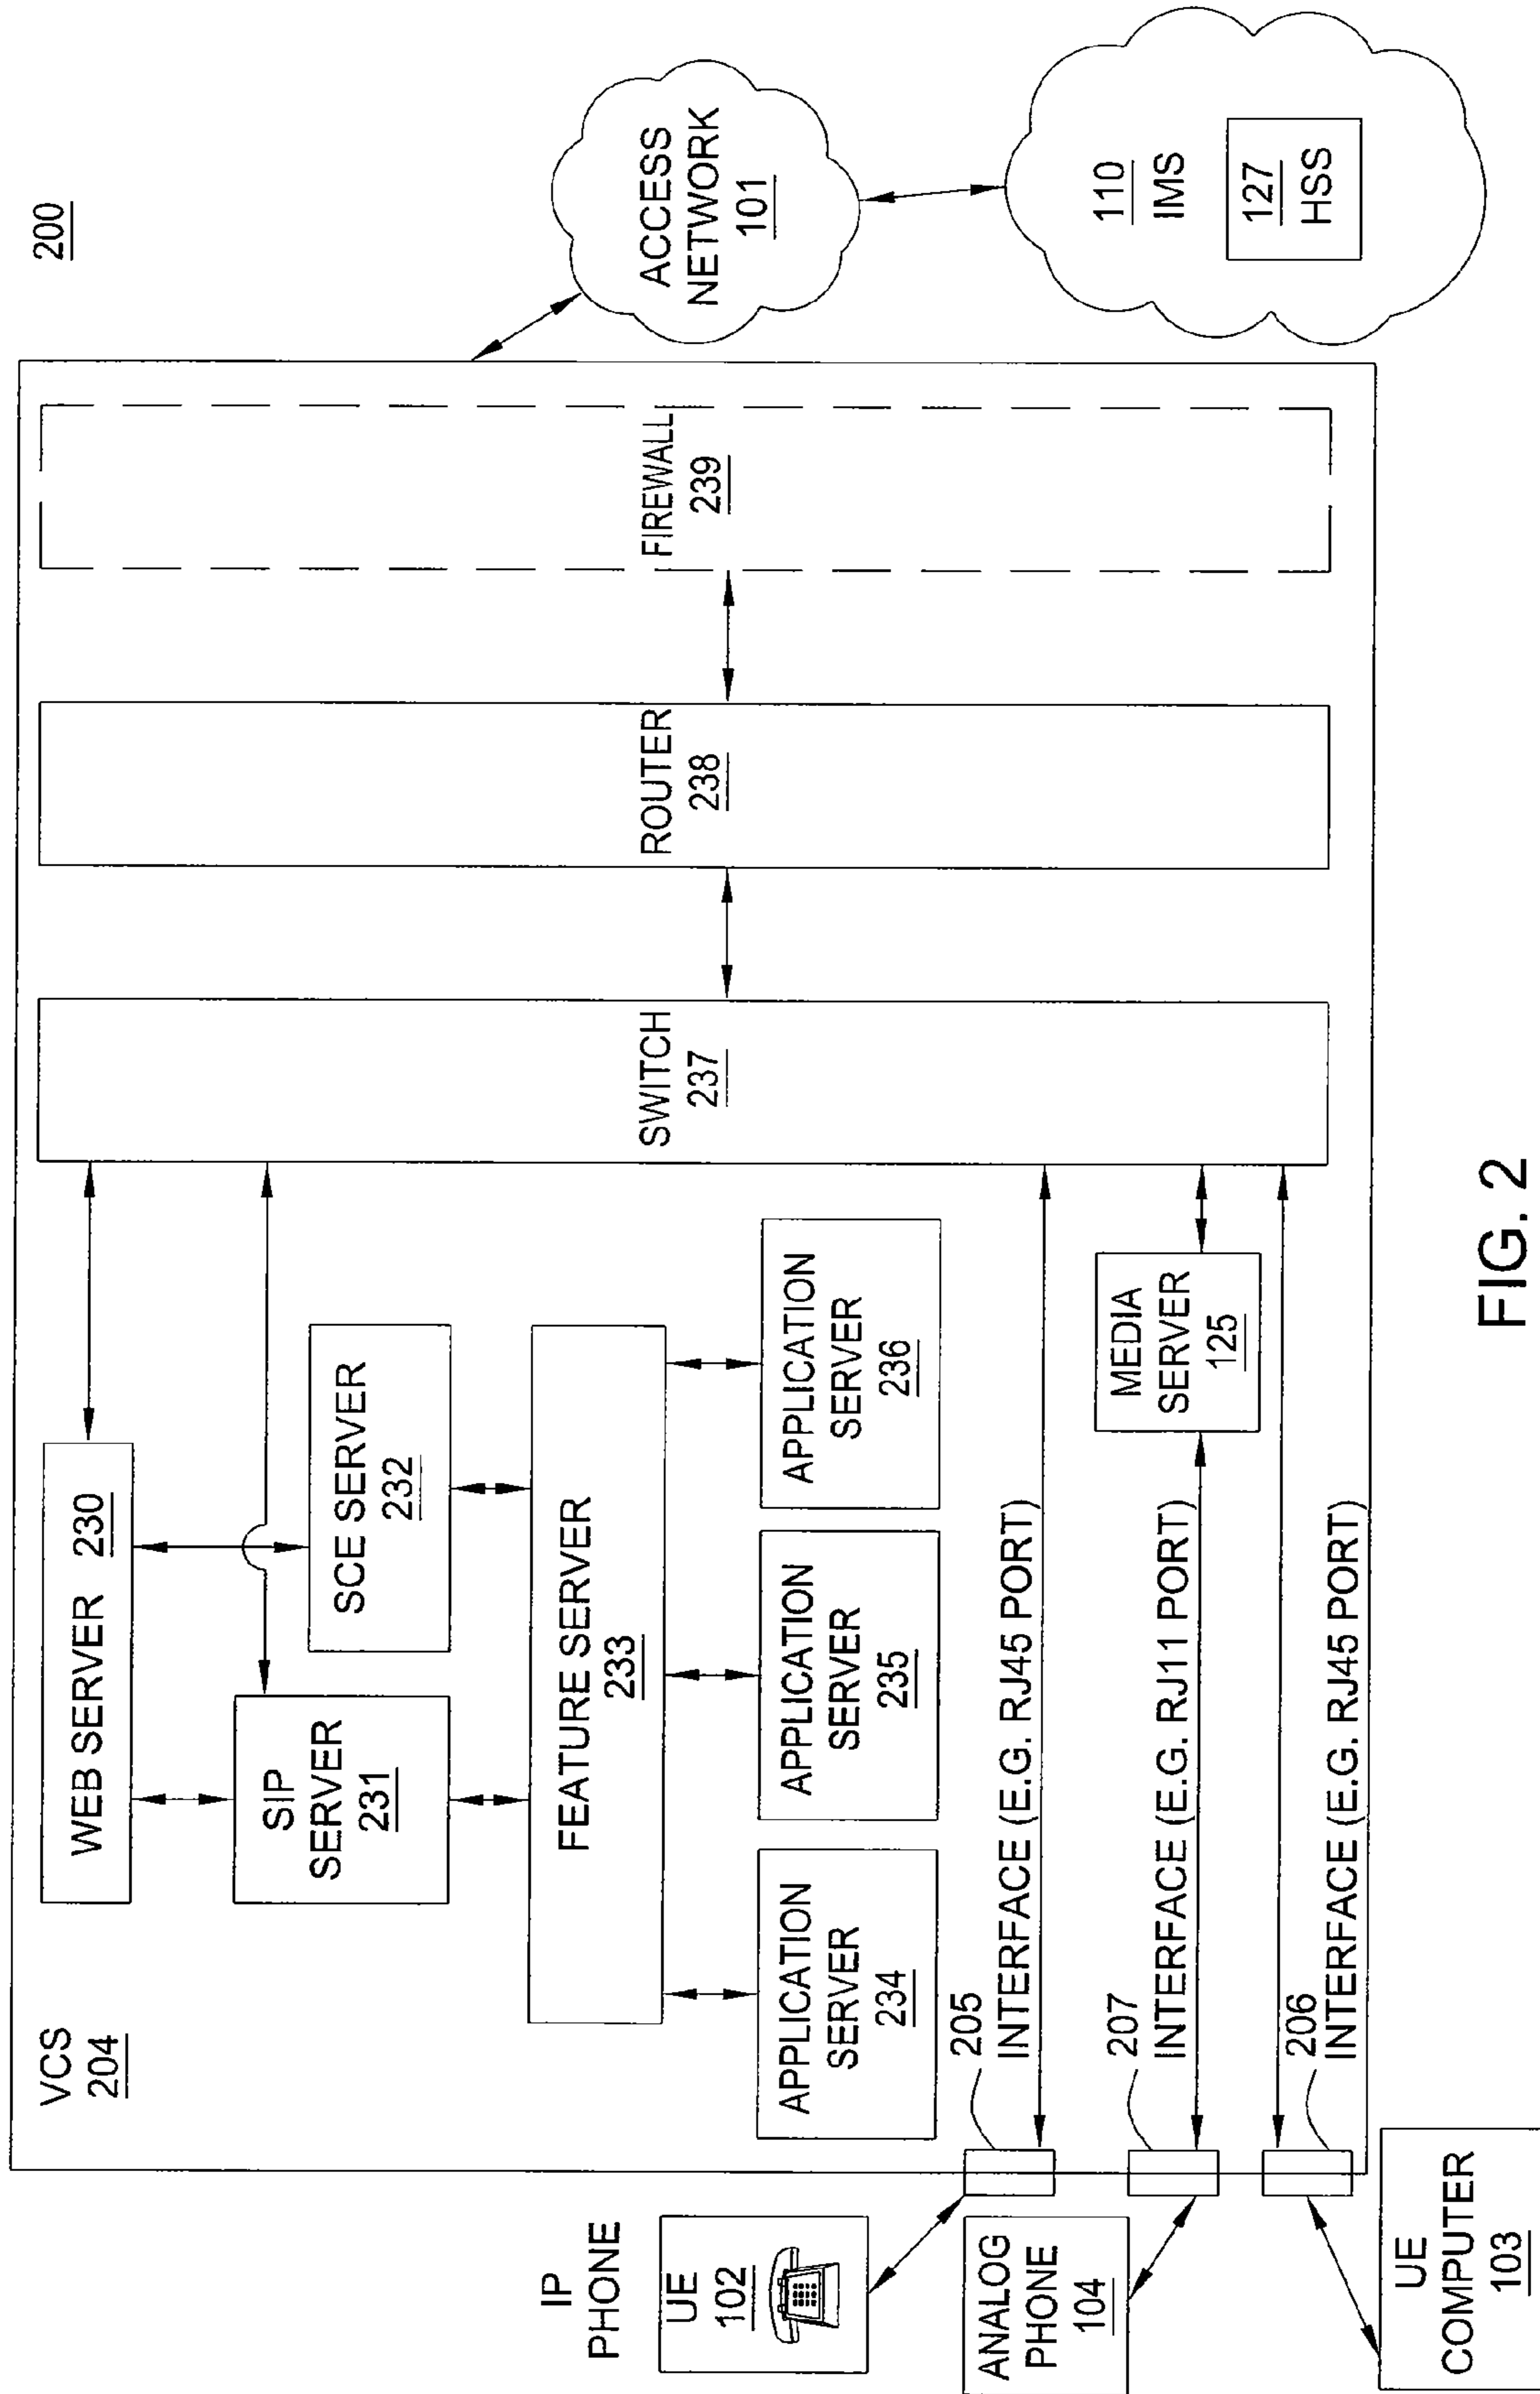 200
VCS
204
WEB SERVER 230
SIP
SERVER
231
SCE SERVER
232
FEATURE SERVER
233
APPLICATION
SERVER
234
APPLICATION
SERVER
235
APPLICATION
SERVER
236
SWITCH
237
ROUTER
238
FIREWALL
239
ACCESS
NETWORK
101
110
IMS
127
HSS
IP
PHONE
UE
102
ANALOG
PHONE
104
UE
COMPUTER
103
205
INTERFACE (E.G. RJ45 PORT)
207
INTERFACE (E.G. RJ11 PORT)
206
INTERFACE (E.G. RJ45 PORT)
MEDIA
SERVER
125
FIG. 2